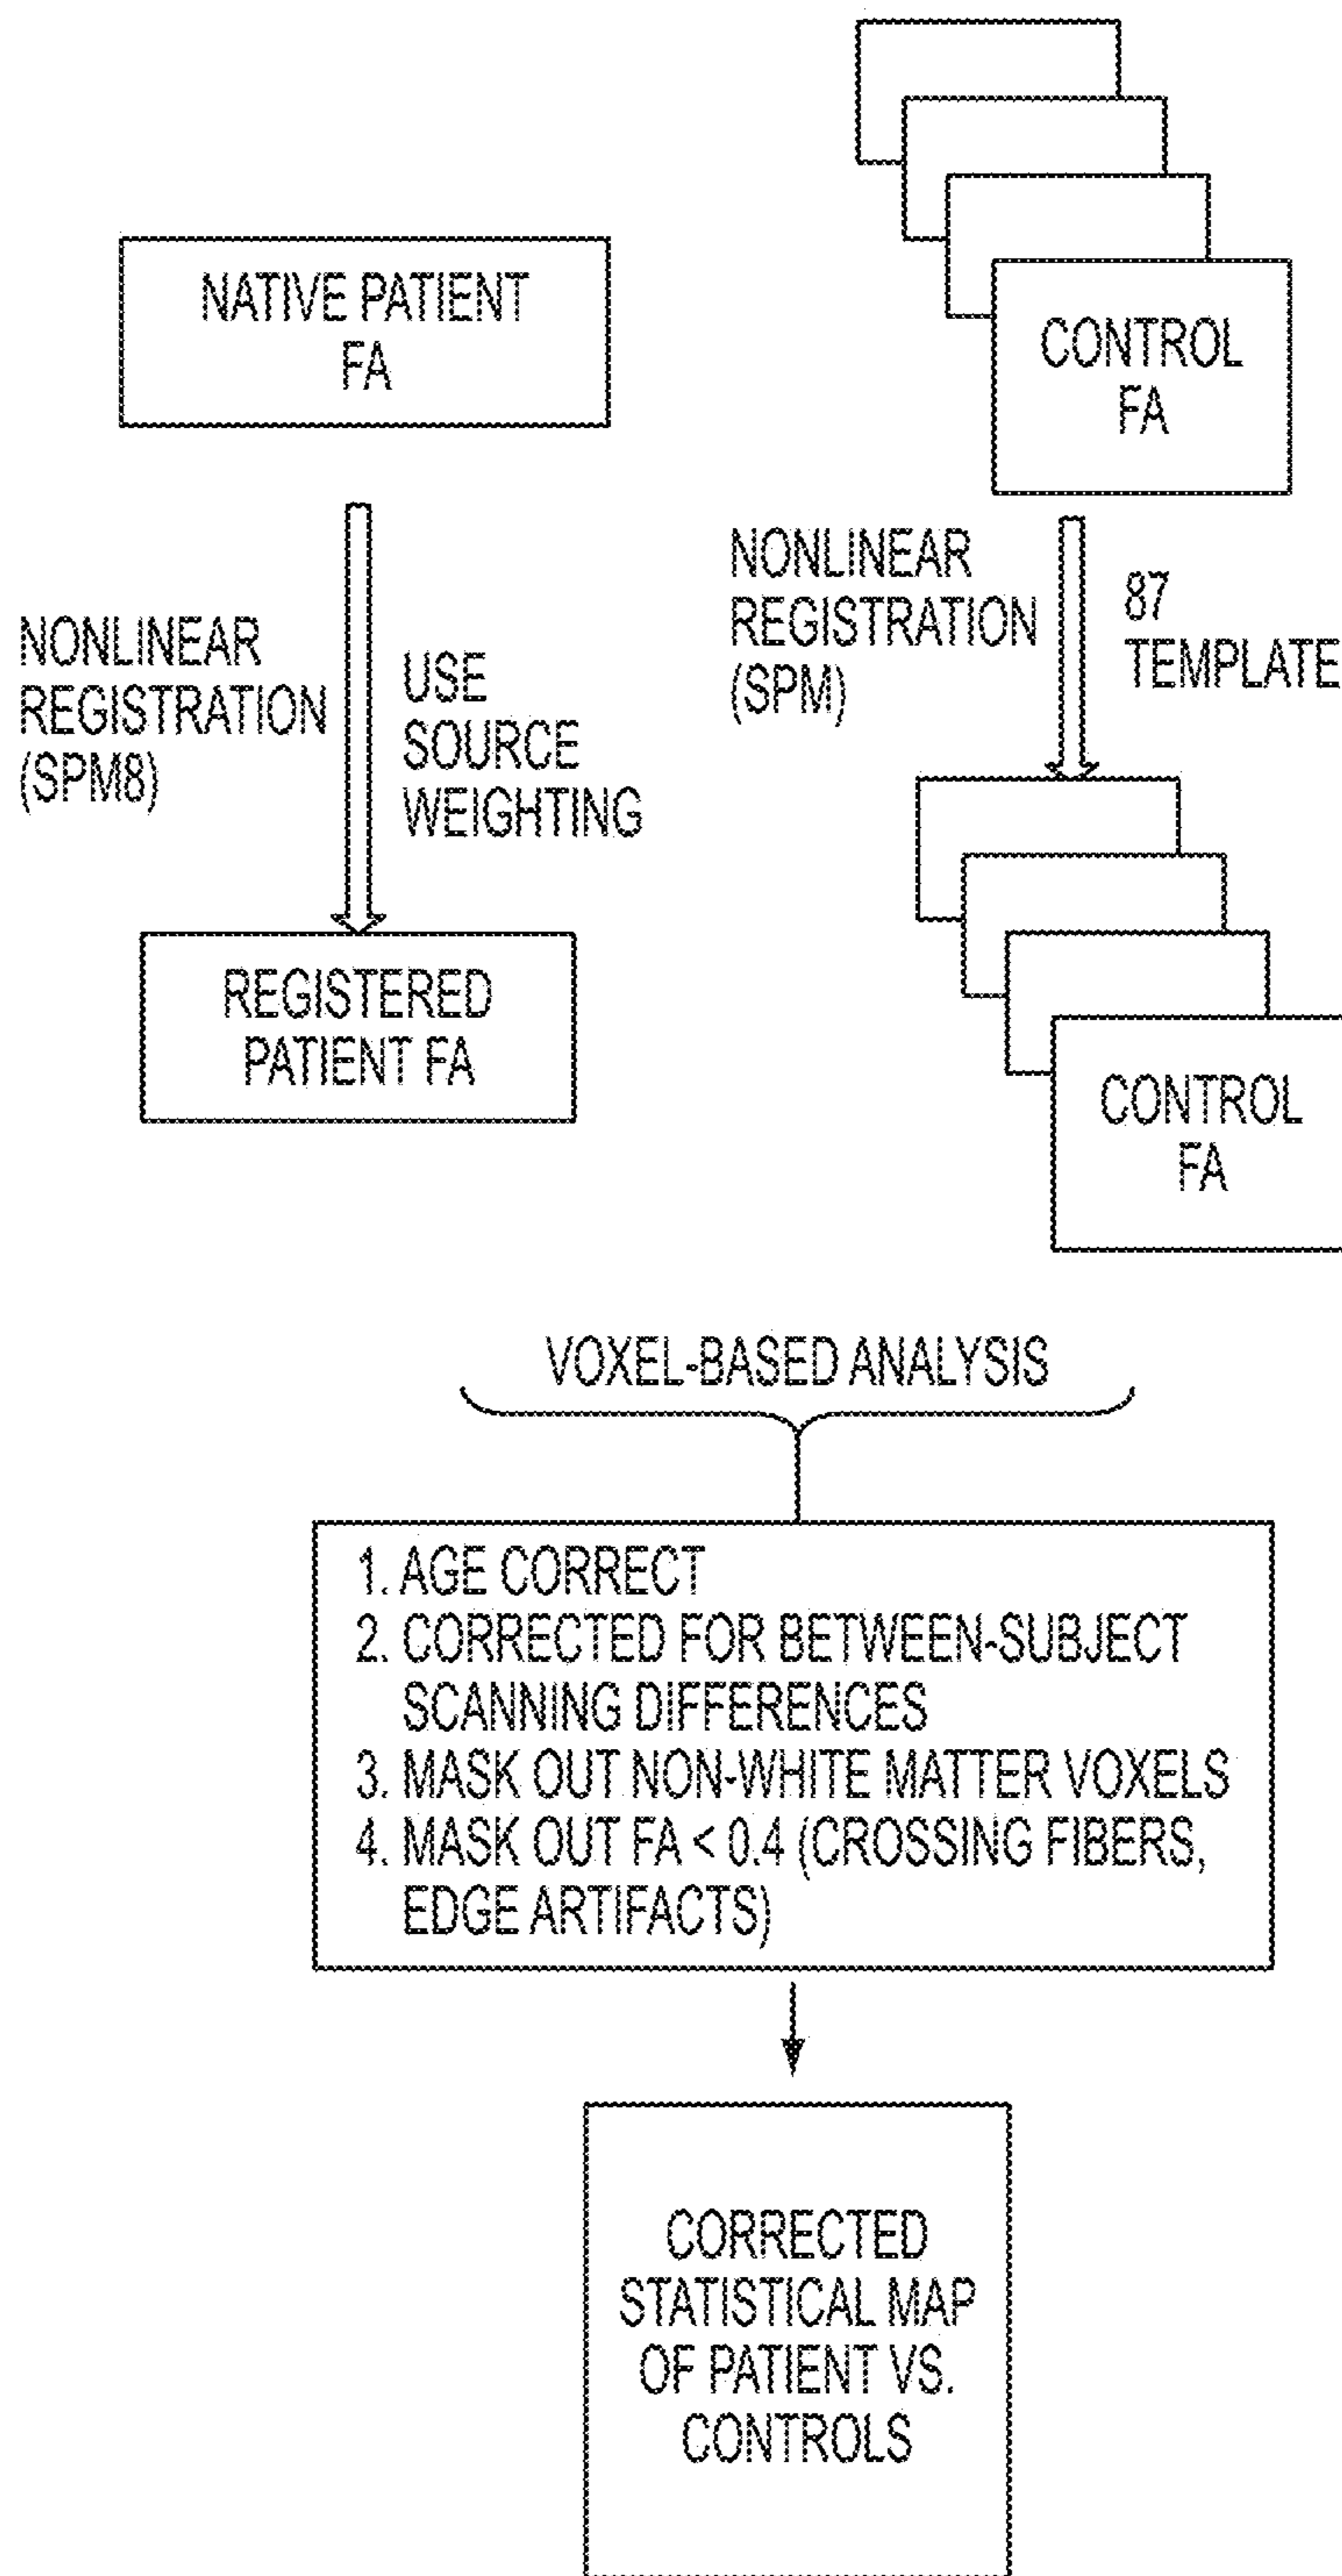 NATIVE PATIENT
FA
CONTROL
FA
NONLINEAR
REGISTRATION
(SPM8)
USE
SOURCE
WEIGHTING
NONLINEAR
REGISTRATION
(SPM)
87
TEMPLATE
REGISTERED
PATIENT FA
CONTROL
FA
VOXEL-BASED ANALYSIS
1. AGE CORRECT
2. CORRECTED FOR BETWEEN-SUBJECT
SCANNING DIFFERENCES
3. MASK OUT NON-WHITE MATTER VOXELS
4. MASK OUT FA < 0.4 (CROSSING FIBERS,
EDGE ARTIFACTS)
CORRECTED
STATISTICAL MAP
OF PATIENT VS.
CONTROLS